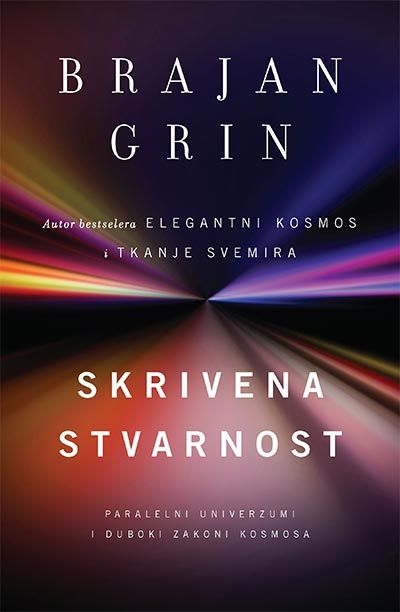 BRAJAN
GRIN
Autor bestselera ELEGANTNI KOSMOS
i TKANJE SVEMIRA
SKRIVENA
STVARNOST
PARALELNI UNIVERZUMI
I DUBOKI ZAKONI KOSMOSA